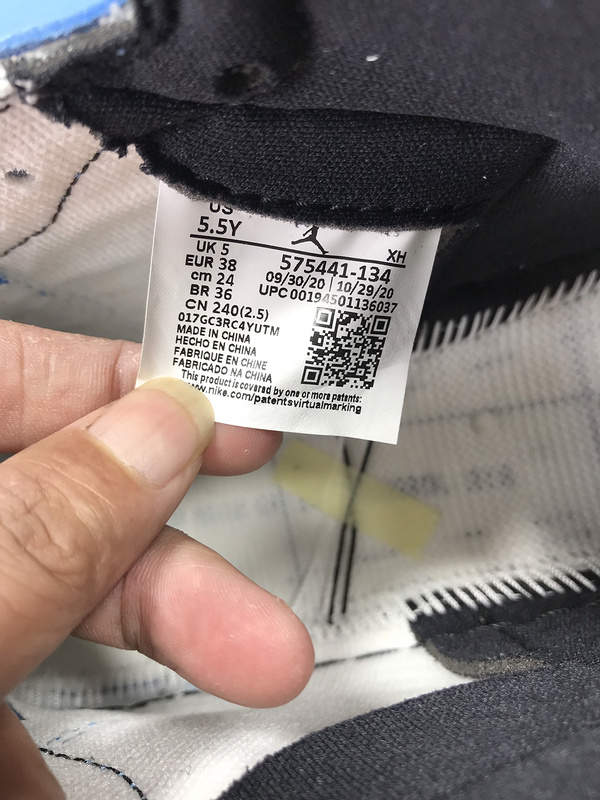 US
5.5Y
XH
UK 5
575441-134
EUR 38
09/30/20 | 10/29/20
cm 24
UPC 00194501136037
BR 36
CN 240(2.5)
017GC3RC4YUTM
MADE IN CHINA
HECHO EN CHINA
FABRIQUE EN CHINE
FABRICADO NA CHINA
This product is covered by one or more patents:
www.nike.com/patentsvirtualmarking